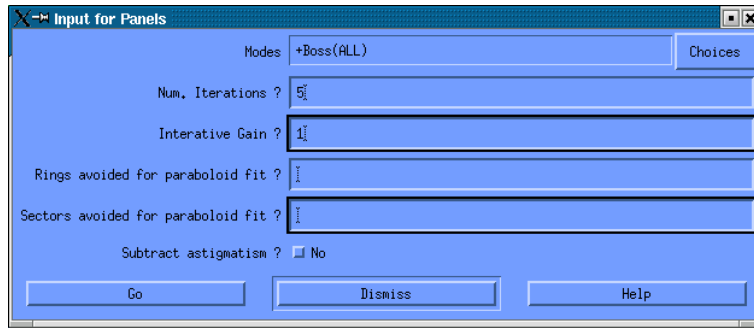 Input for Panels
Modes +Boss(ALL) Choices
Num. Iterations ? 5
Interative Gain ? 1
Rings avoided for paraboloid fit ?
Sectors avoided for paraboloid fit ?
Subtract astigmatism ? No
Go Dismiss Help